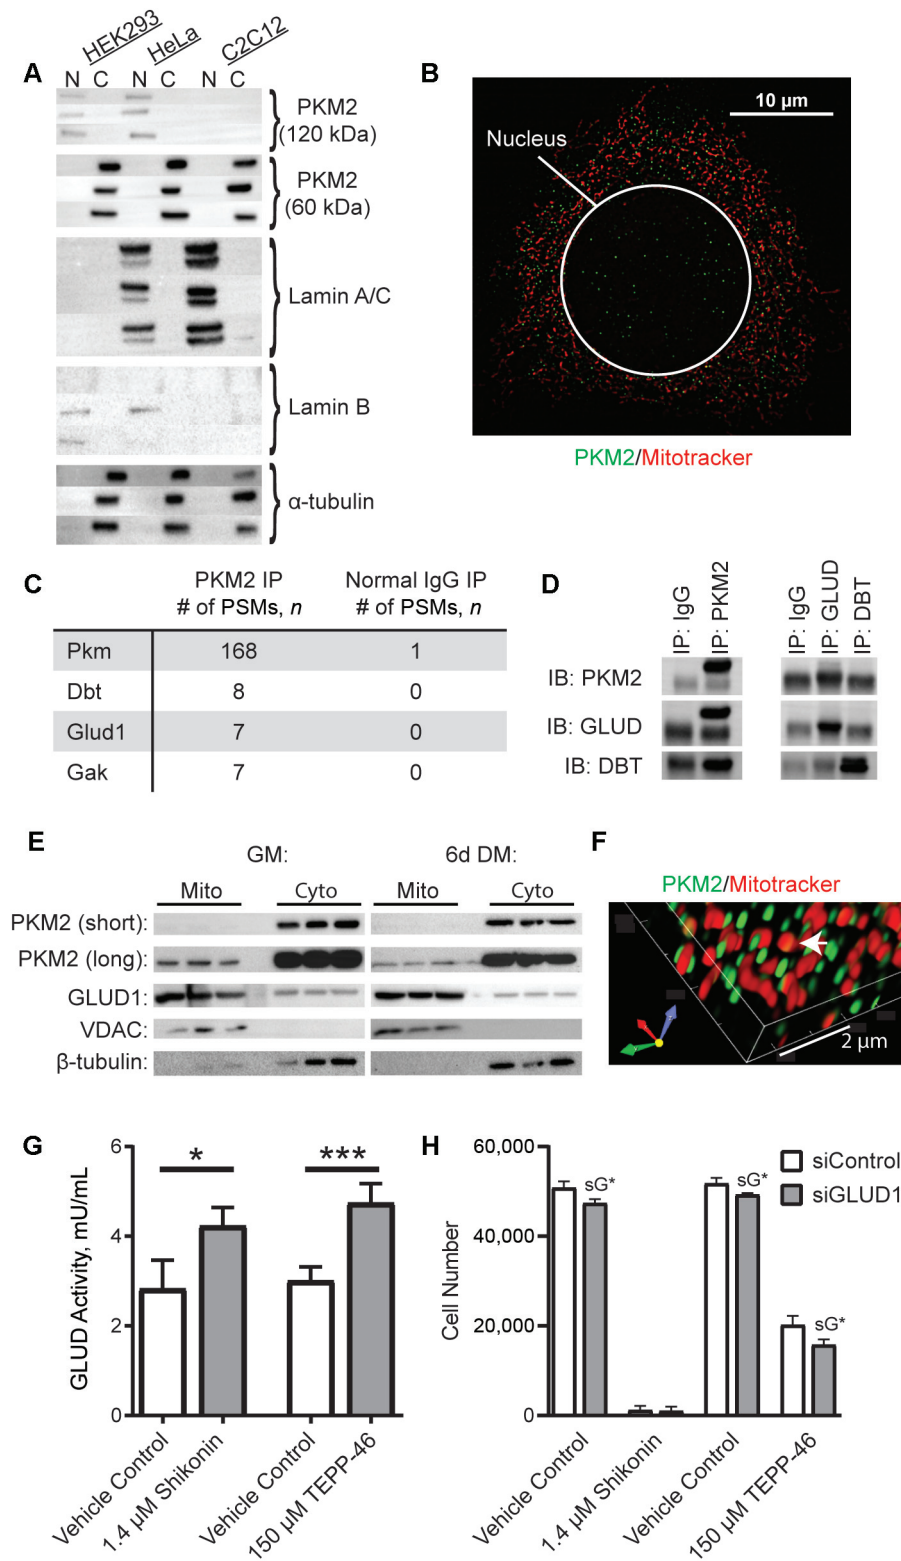 A
HEK293 HeLa C2C12
N C N C N C
PKM2
(120 kDa)
PKM2
(60 kDa)
Lamin A/C
Lamin B
α-tubulin
B
10 µm
Nucleus
PKM2/Mitotracker
C
PKM2 IP Normal IgG IP
# of PSMs, n # of PSMs, n
Pkm 168 1
Dbt 8 0
Glud1 7 0
Gak 7 0
D
IP: IgG IP: PKM2 IP: IgG IP: GLUD IP: DBT
IB: PKM2
IB: GLUD
IB: DBT
E
GM: 6d DM:
Mito Cyto Mito Cyto
PKM2 (short):
PKM2 (long):
GLUD1:
VDAC:
β-tubulin:
F
PKM2/Mitotracker
2 µm
G
GLUD Activity, mU/mL
6
4
2
0
* ***
Vehicle Control
1.4 µM Shikonin
Vehicle Control
150 µM TEPP-46
H
Cell Number
60,000
40,000
20,000
0
siControl
siGLUD1
sG* sG* sG*
Vehicle Control
1.4 µM Shikonin
Vehicle Control
150 µM TEPP-46